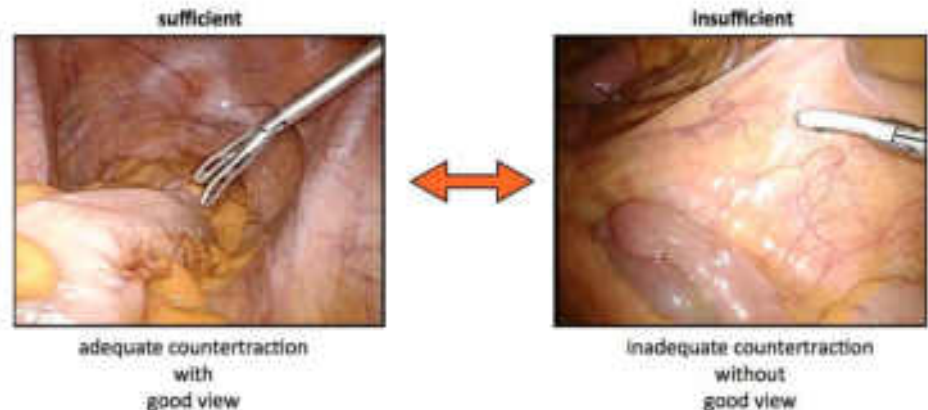 sufficient
insufficient
adequate countertraction
with
good view
inadequate countertraction
without
good view